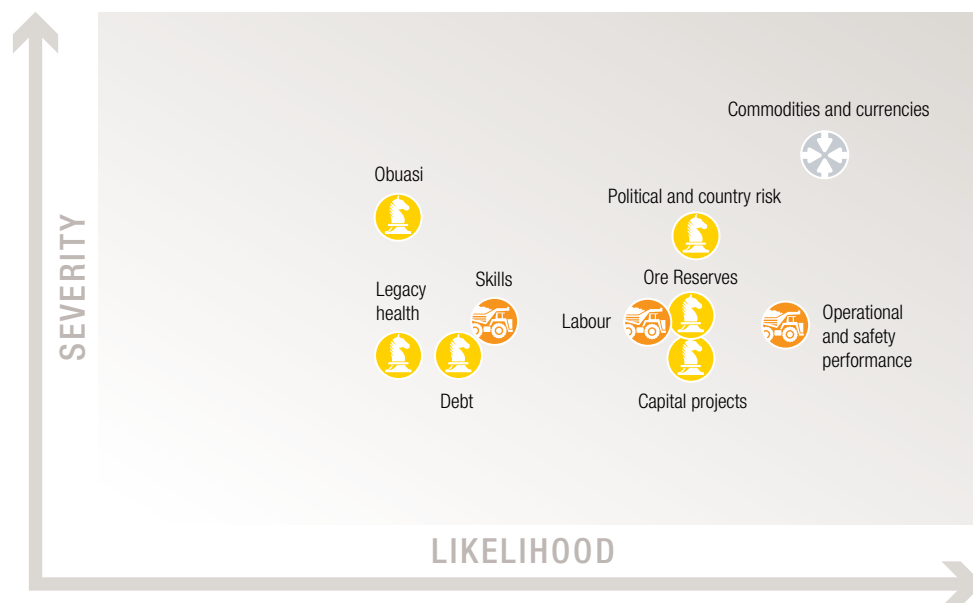 Commodities and currencies
Obuasi
Political and country risk
SEVERITY
Skills
Ore Reserves
Legacy
health
Labour
Operational
and safety
performance
Debt
Capital projects
LIKELIHOOD